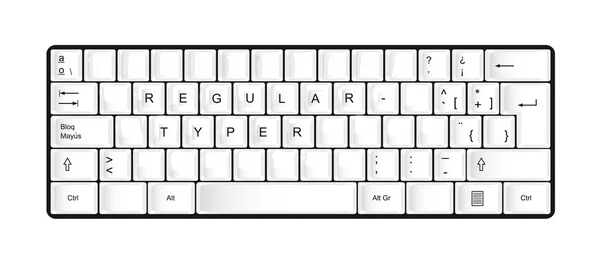 a ? ¿
o \ ' ¡
R E G U L A R - ^ [ * ]
` +
Bloq Mayús T Y P E R ¨ { }
> ; : _
< , . -
Ctrl Alt Alt Gr Ctrl